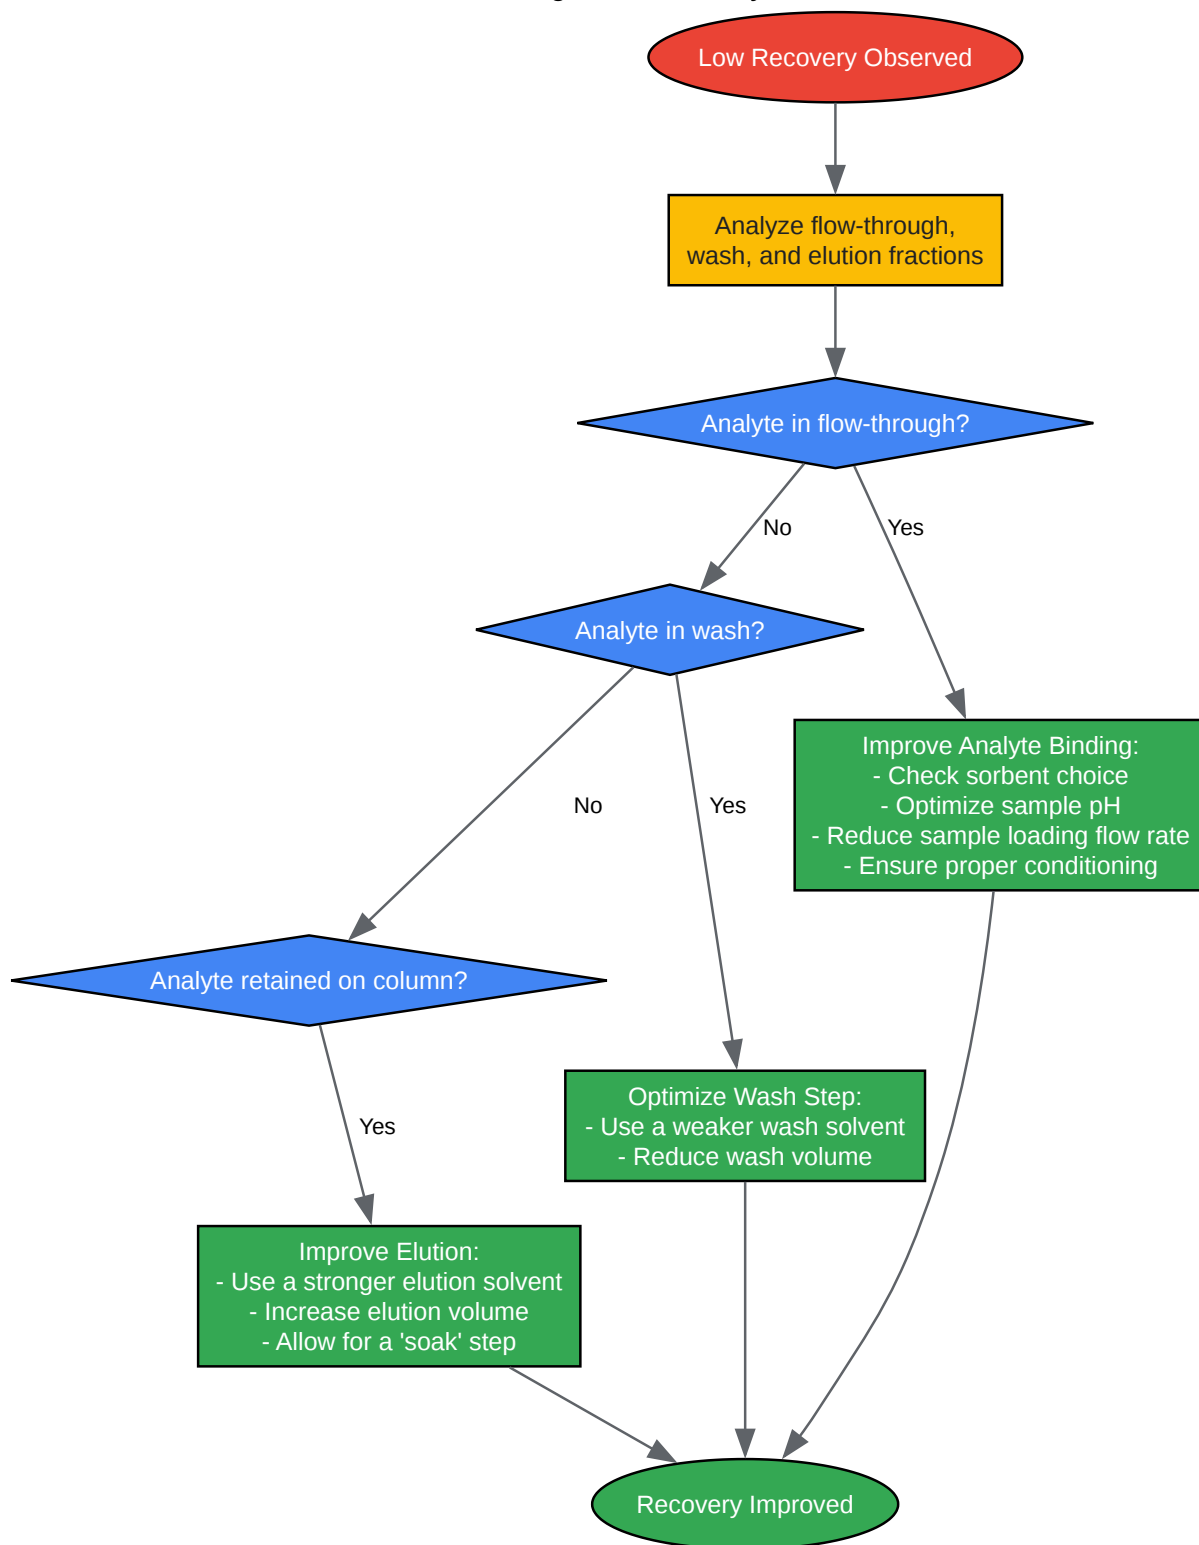 Low Recovery Observed
Analyze flow-through,
wash, and elution fractions
Analyte in flow-through?
No
Yes
Analyte in wash?
Improve Analyte Binding:
- Check sorbent choice
- Optimize sample pH
- Reduce sample loading flow rate
- Ensure proper conditioning
No
Yes
Analyte retained on column?
Optimize Wash Step:
- Use a weaker wash solvent
- Reduce wash volume
Yes
Improve Elution:
- Use a stronger elution solvent
- Increase elution volume
- Allow for a 'soak' step
Recovery Improved